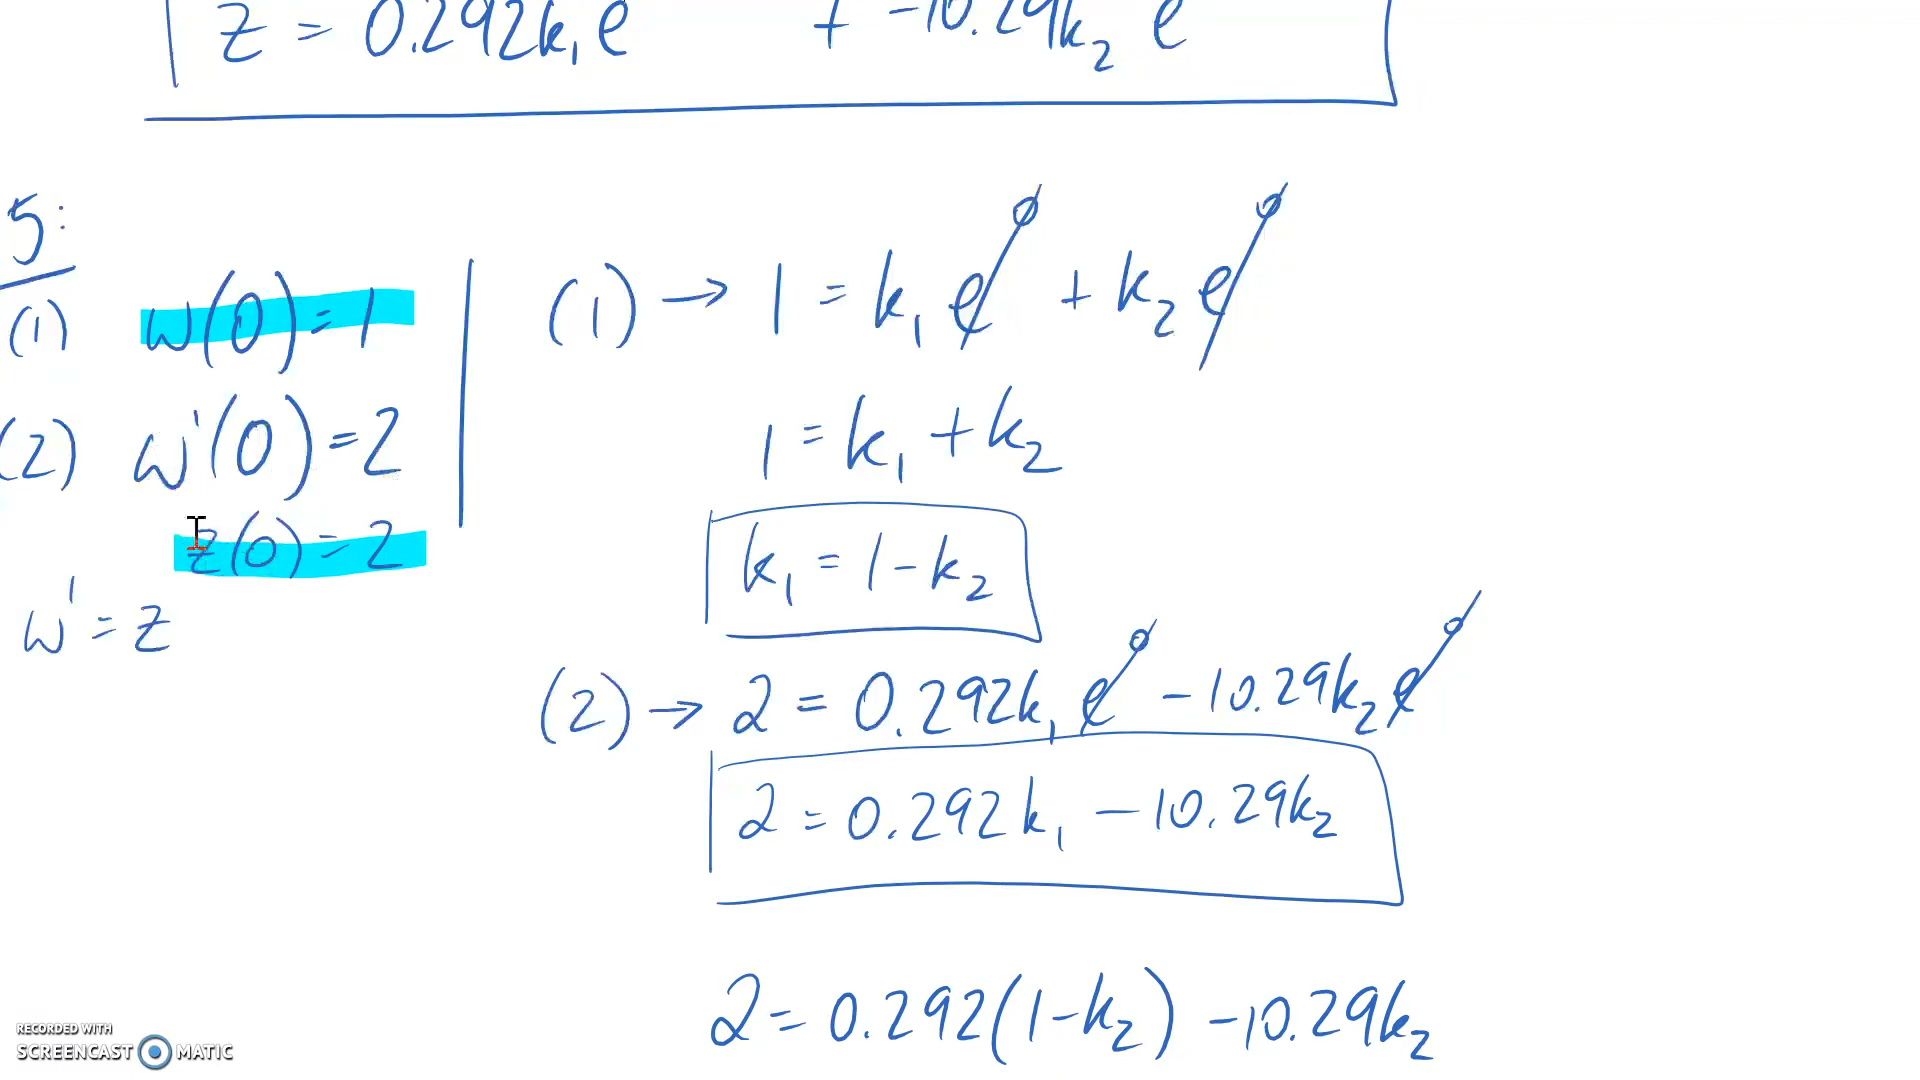 z = 0.292k₁e + -10.29k₂ e
5:
(1) w(0) = 1
(2) w'(0) = 2
z(0) = 2
w' = z
(1) → 1 = k₁e⁰ + k₂e⁰
1 = k₁ + k₂
k₁ = 1 - k₂
(2) → 2 = 0.292k₁e⁰ - 10.29k₂e⁰
2 = 0.292k₁ - 10.29k₂
2 = 0.292(1-k₂) - 10.29k₂
RECORDED WITH
SCREENCAST MATIC